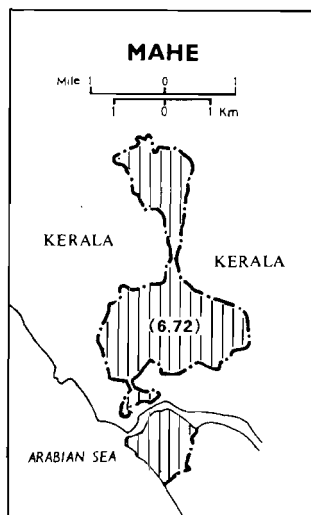 MAHE
Mile 1 0 1
1 0 1 Km
KERALA
KERALA
(6.72)
ARABIAN SEA